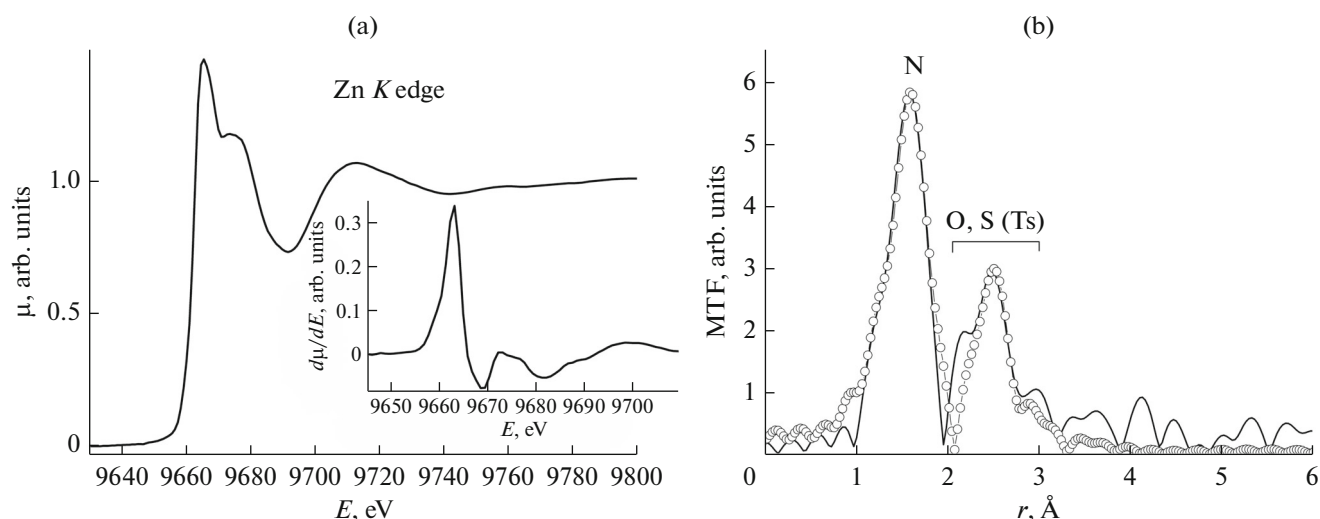 (a)
Zn K edge
μ, arb. units
1.0
0.5
0
9640 9660 9680 9700 9720 9740 9760 9780 9800
E, eV
dμ/dE, arb. units
0.3
0.2
0.1
0
9650 9660 9670 9680 9690 9700
E, eV
(b)
MTF, arb. units
N
O, S (Ts)
6
5
4
3
2
1
0 1 2 3 4 5 6
r, Å